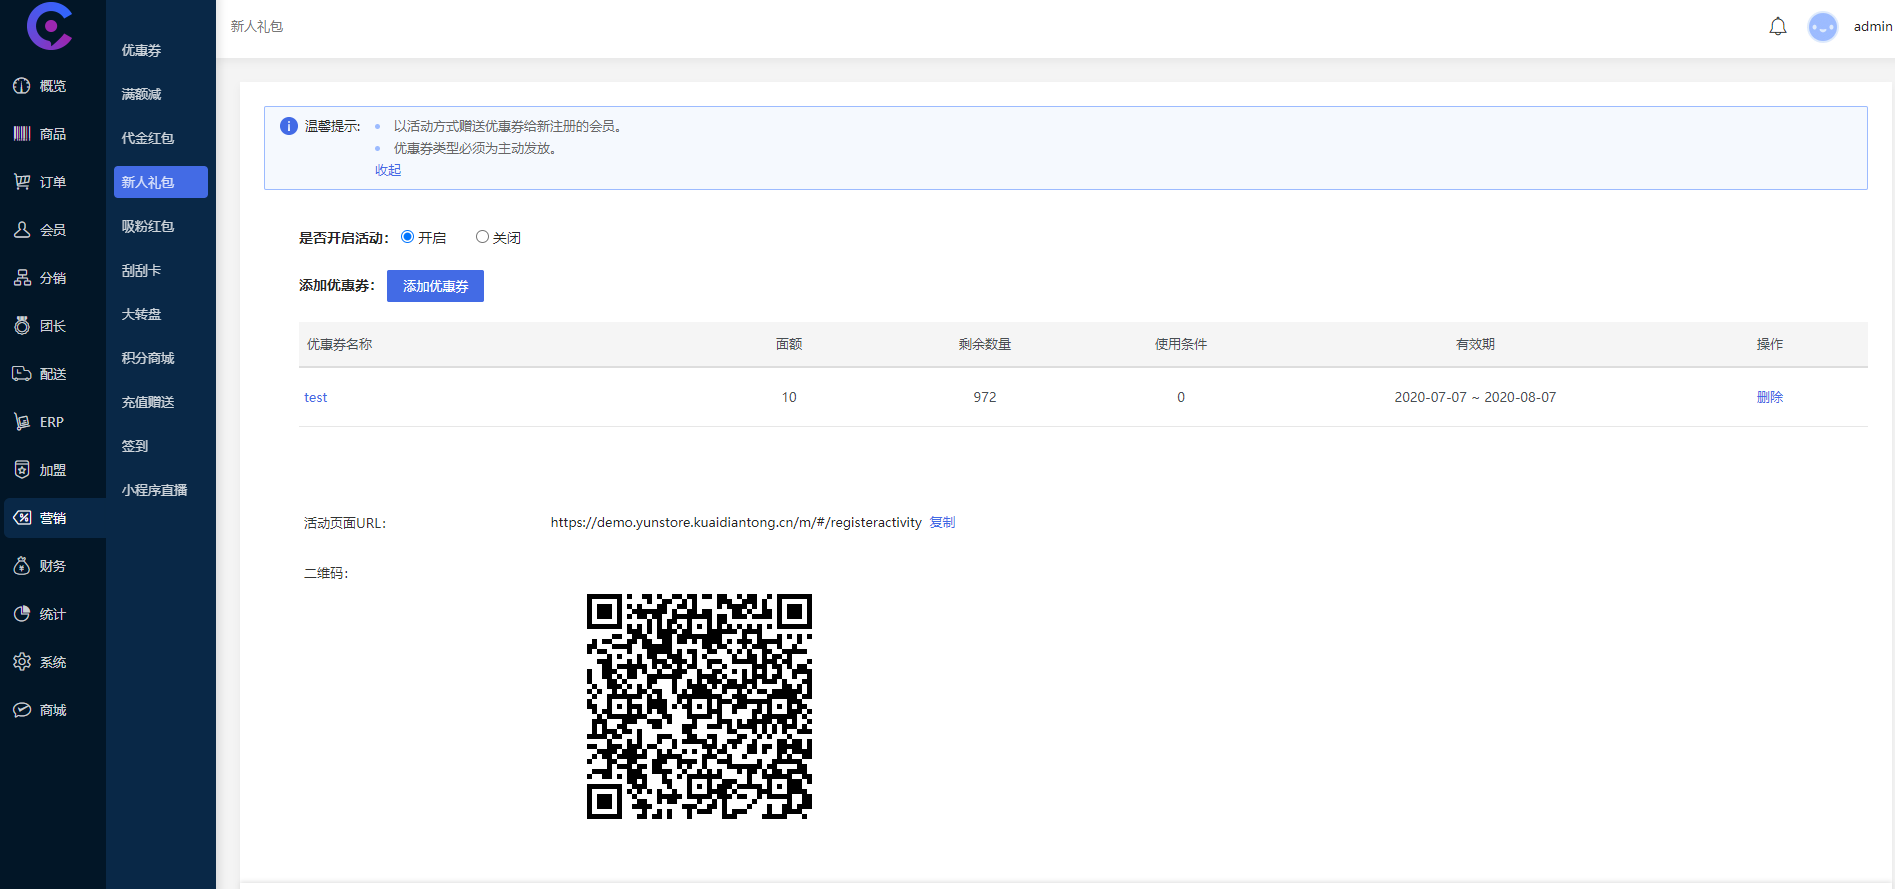 新人礼包
admin
概览
商品
订单
会员
分销
团长
配送
ERP
加盟
营销
财务
统计
系统
商城
优惠券
满额减
代金红包
新人礼包
吸粉红包
刮刮卡
大转盘
积分商城
充值赠送
签到
小程序直播
温馨提示: 以活动方式赠送优惠券给新注册的会员。
优惠券类型必须为主动发放。
收起
是否开启活动: 开启 关闭
添加优惠券: 添加优惠券
优惠券名称 面额 剩余数量 使用条件 有效期 操作
test 10 972 0 2020-07-07 ~ 2020-08-07 删除
活动页面URL: https://demo.yunstore.kuaidiantong.cn/m/#/registeractivity 复制
二维码: